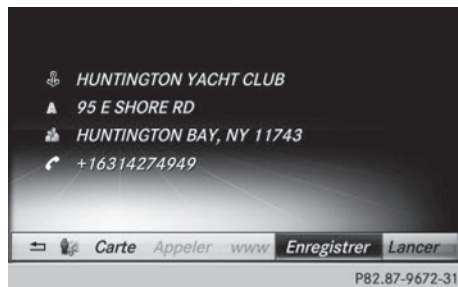 HUNTINGTON YACHT CLUB
95 E SHORE RD
HUNTINGTON BAY, NY 11743
+16314274949
Carte Appeler www Enregistrer Lancer
P82.87-9672-31